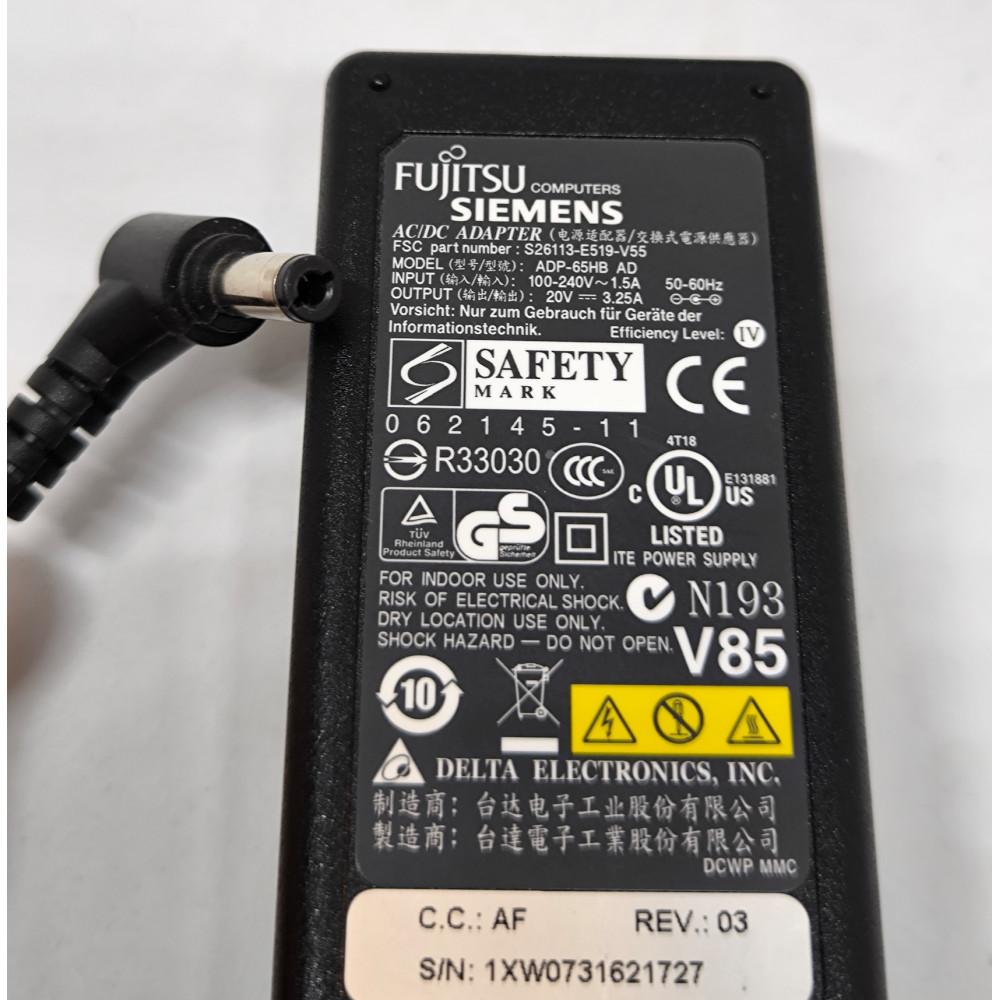 FUJITSU COMPUTERS
SIEMENS
AC/DC ADAPTER (电源适配器/交換式電源供應器)
FSC part number : S26113-E519-V55
MODEL (型号/型號): ADP-65HB AD
INPUT (输入/輸入): 100-240V～1.5A 50-60Hz
OUTPUT (输出/輸出): 20V ⎓ 3.25A
Vorsicht: Nur zum Gebrauch für Geräte der
Informationstechnik. Efficiency Level: IV
SAFETY
MARK
CE
062145-11
R33030
CCC
S&E
4T18
C UL US
E131881
LISTED
ITE POWER SUPPLY
TÜV
Rheinland
Product Safety
GS
geprüfte
Sicherheit
FOR INDOOR USE ONLY.
RISK OF ELECTRICAL SHOCK.
DRY LOCATION USE ONLY.
SHOCK HAZARD — DO NOT OPEN.
N193
V85
10
DELTA ELECTRONICS, INC.
制造商: 台达电子工业股份有限公司
製造商: 台達電子工業股份有限公司
DCWP MMC
C.C.: AF REV.: 03
S/N: 1XW0731621727